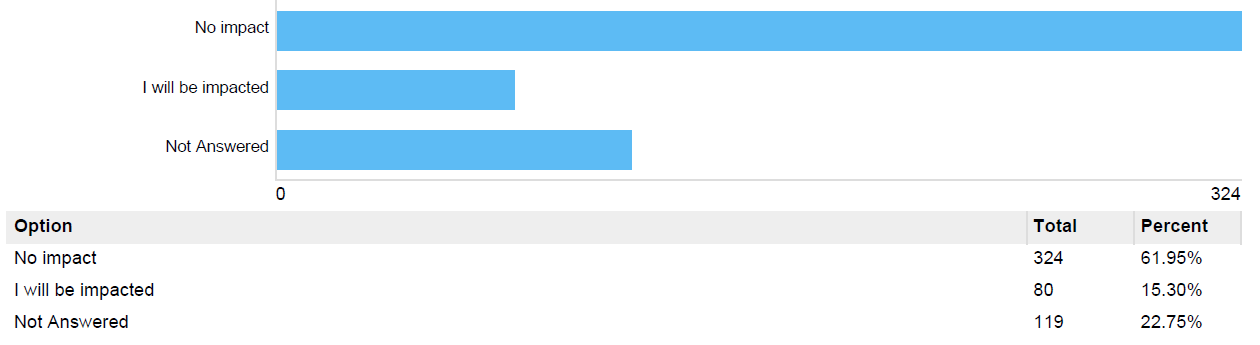 No impact
I will be impacted
Not Answered
0 324
Option Total Percent
No impact 324 61.95%
I will be impacted 80 15.30%
Not Answered 119 22.75%